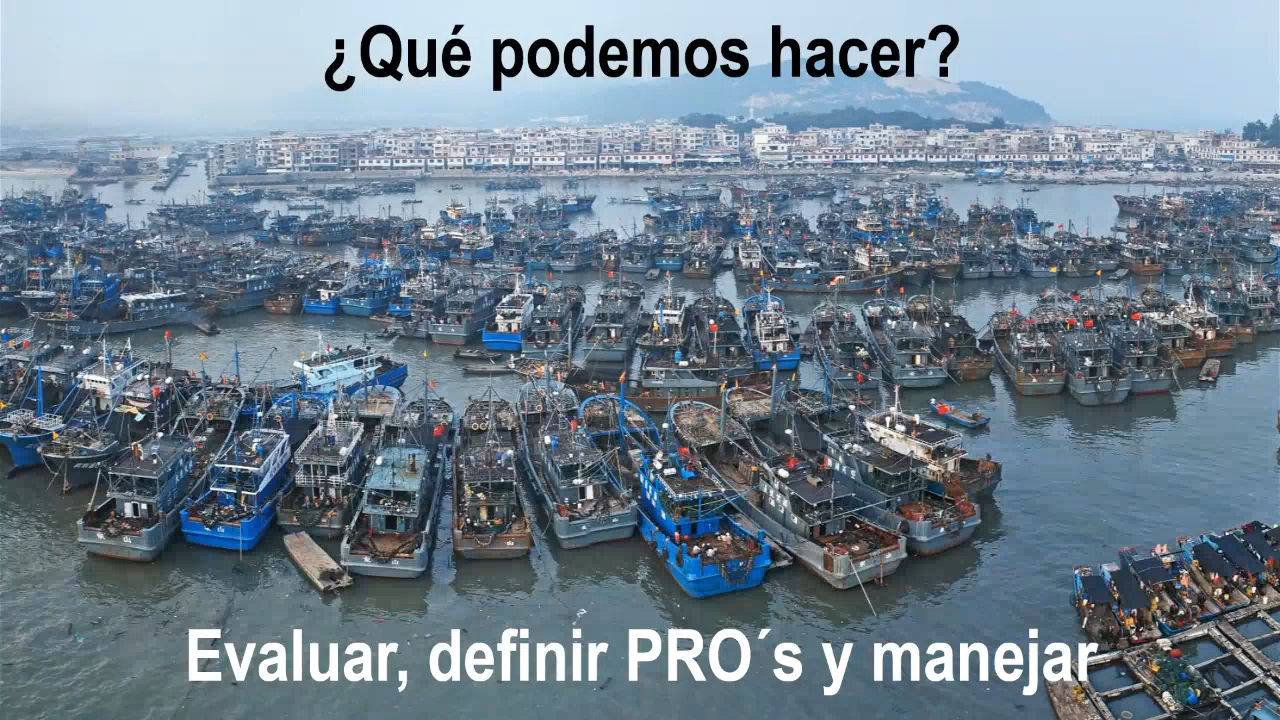 ¿Qué podemos hacer?
Evaluar, definir PRO´s y manejar